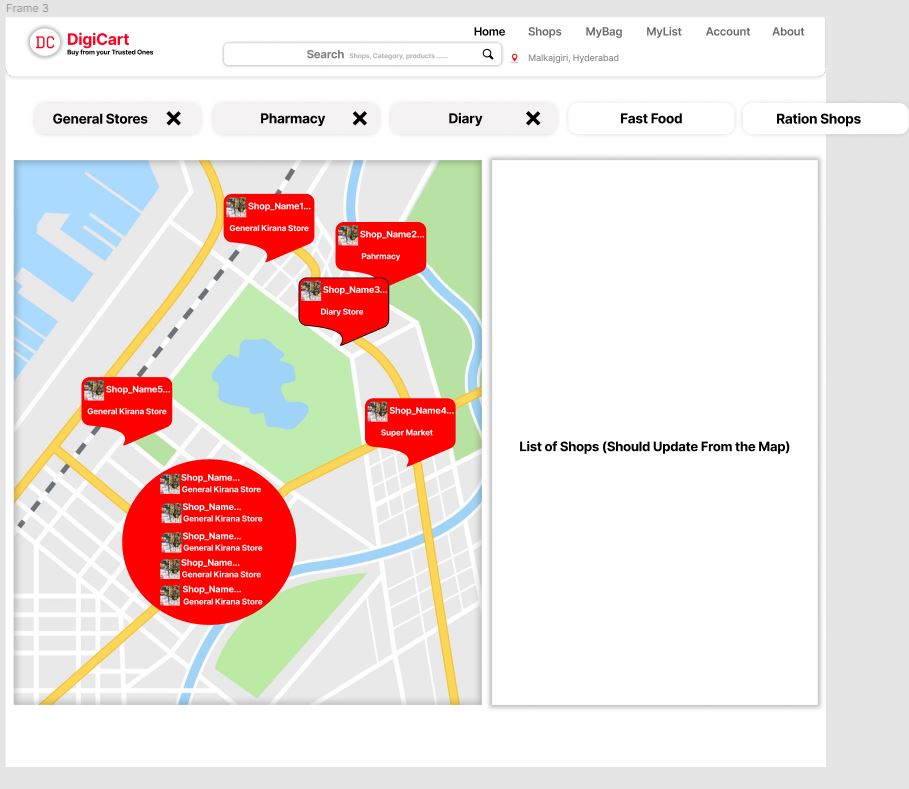 Frame 3
DC DigiCart
Buy from your Trusted Ones
Home Shops MyBag MyList Account About
Search Shops, Category, products ......
Malkajgiri, Hyderabad
General Stores X
Pharmacy X
Diary X
Fast Food
Ration Shops
Shop_Name1...
General Kirana Store
Shop_Name2...
Pahrmacy
Shop_Name3...
Diary Store
Shop_Name5...
General Kirana Store
Shop_Name4...
Super Market
List of Shops (Should Update From the Map)
Shop_Name...
General Kirana Store
Shop_Name...
General Kirana Store
Shop_Name...
General Kirana Store
Shop_Name...
General Kirana Store
Shop_Name...
General Kirana Store